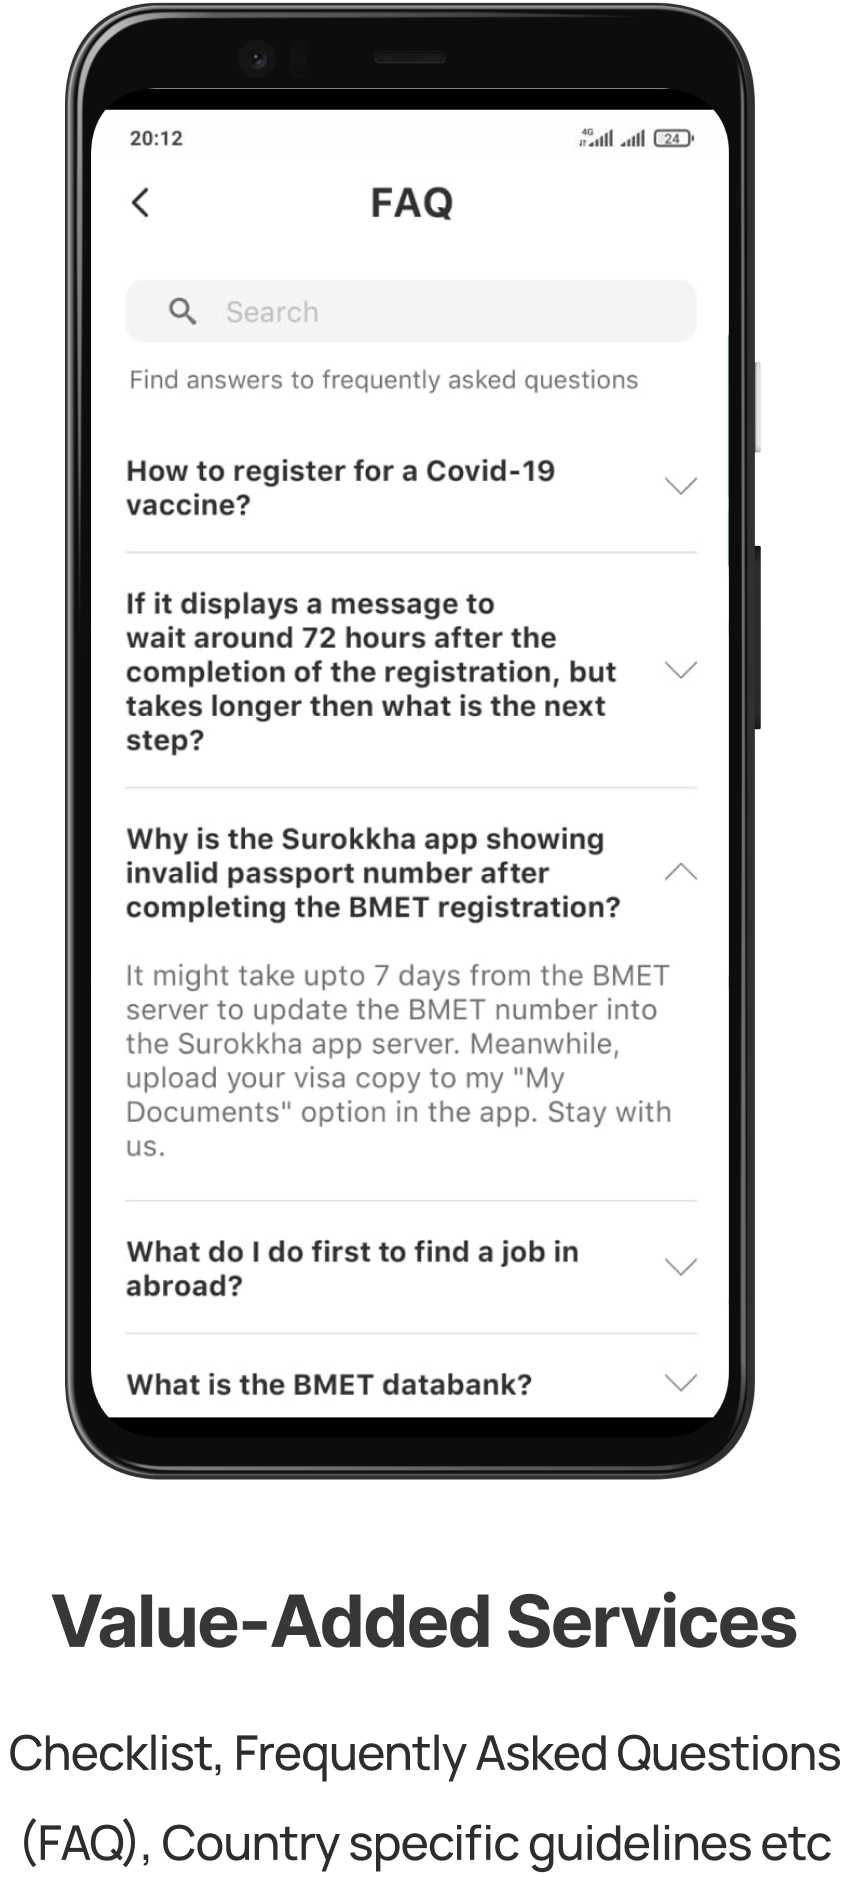 20:12
4G
24
FAQ
Search
Find answers to frequently asked questions
How to register for a Covid-19
vaccine?
If it displays a message to
wait around 72 hours after the
completion of the registration, but
takes longer then what is the next
step?
Why is the Surokkha app showing
invalid passport number after
completing the BMET registration?
It might take upto 7 days from the BMET
server to update the BMET number into
the Surokkha app server. Meanwhile,
upload your visa copy to my "My
Documents" option in the app. Stay with
us.
What do I do first to find a job in
abroad?
What is the BMET databank?
Value-Added Services
Checklist, Frequently Asked Questions
(FAQ), Country specific guidelines etc